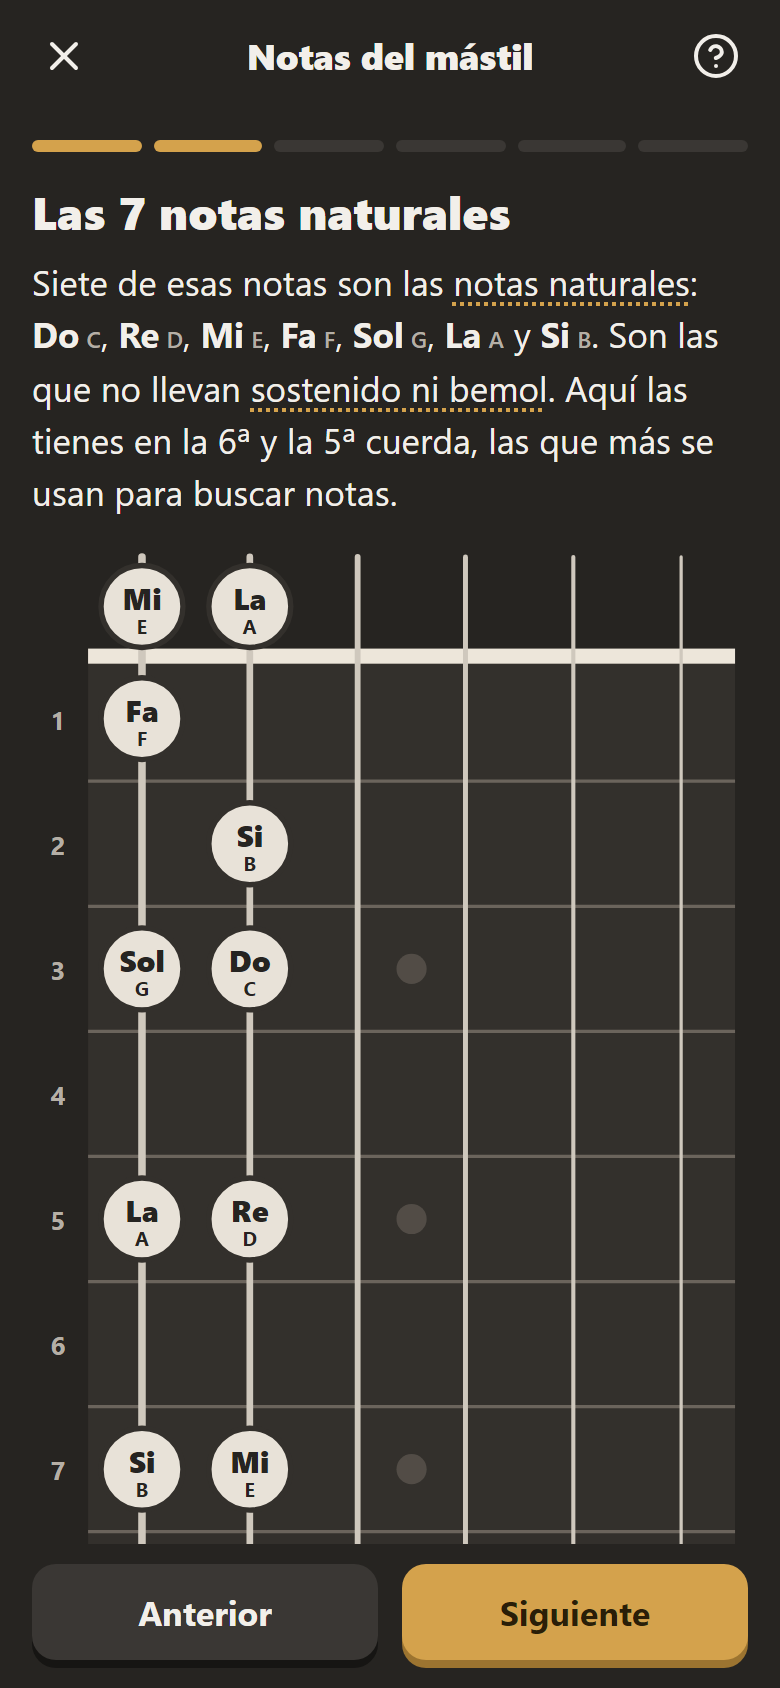 Notas del mástil
Las 7 notas naturales
Siete de esas notas son las notas naturales:
Do C, Re D, Mi E, Fa F, Sol G, La A y Si B. Son las
que no llevan sostenido ni bemol. Aquí las
tienes en la 6ª y la 5ª cuerda, las que más se
usan para buscar notas.
Mi La
E A
1 Fa
F
2 Si
B
3 Sol Do
G C
4
5 La Re
A D
6
7 Si Mi
B E
Anterior Siguiente